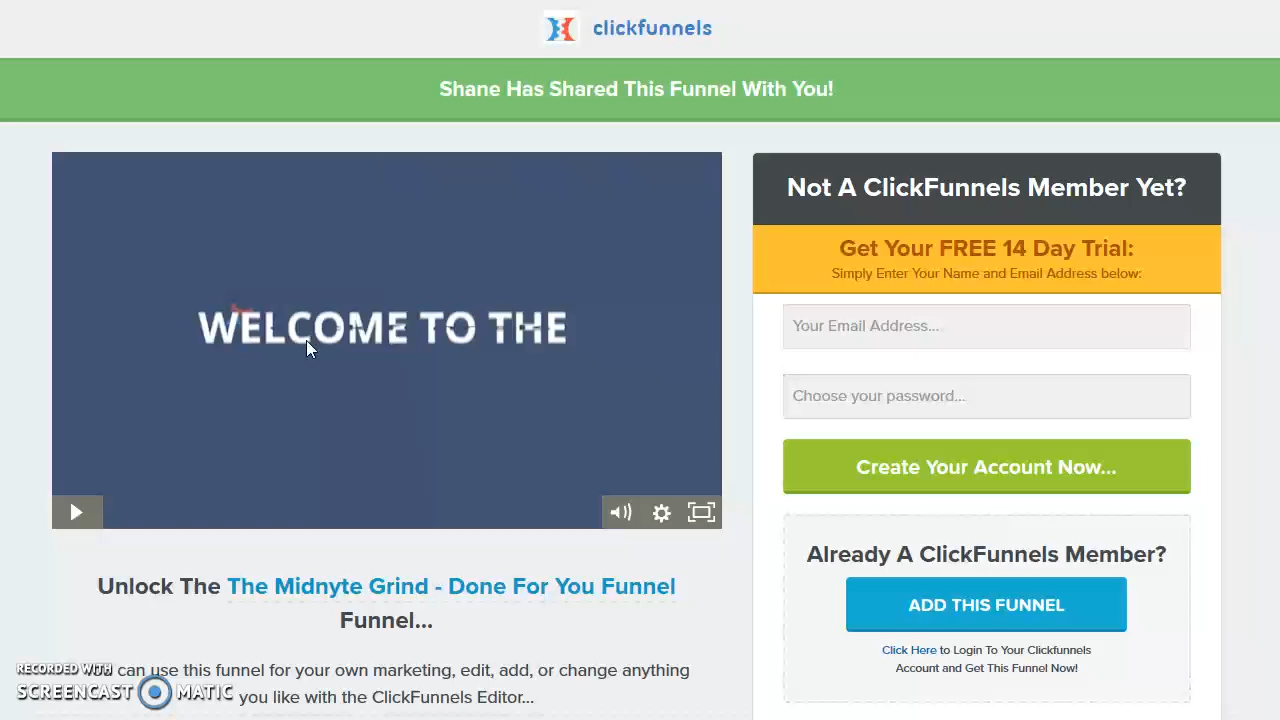 clickfunnels
Shane Has Shared This Funnel With You!
WELCOME TO THE
Not A ClickFunnels Member Yet?
Get Your FREE 14 Day Trial:
Simply Enter Your Name and Email Address below:
Your Email Address...
Choose your password...
Create Your Account Now...
Already A ClickFunnels Member?
ADD THIS FUNNEL
Click Here to Login To Your Clickfunnels
Account and Get This Funnel Now!
Unlock The The Midnyte Grind - Done For You Funnel
Funnel...
can use this funnel for your own marketing, edit, add, or change anything
you like with the ClickFunnels Editor...
RECORDED WITH
SCREENCAST MATIC